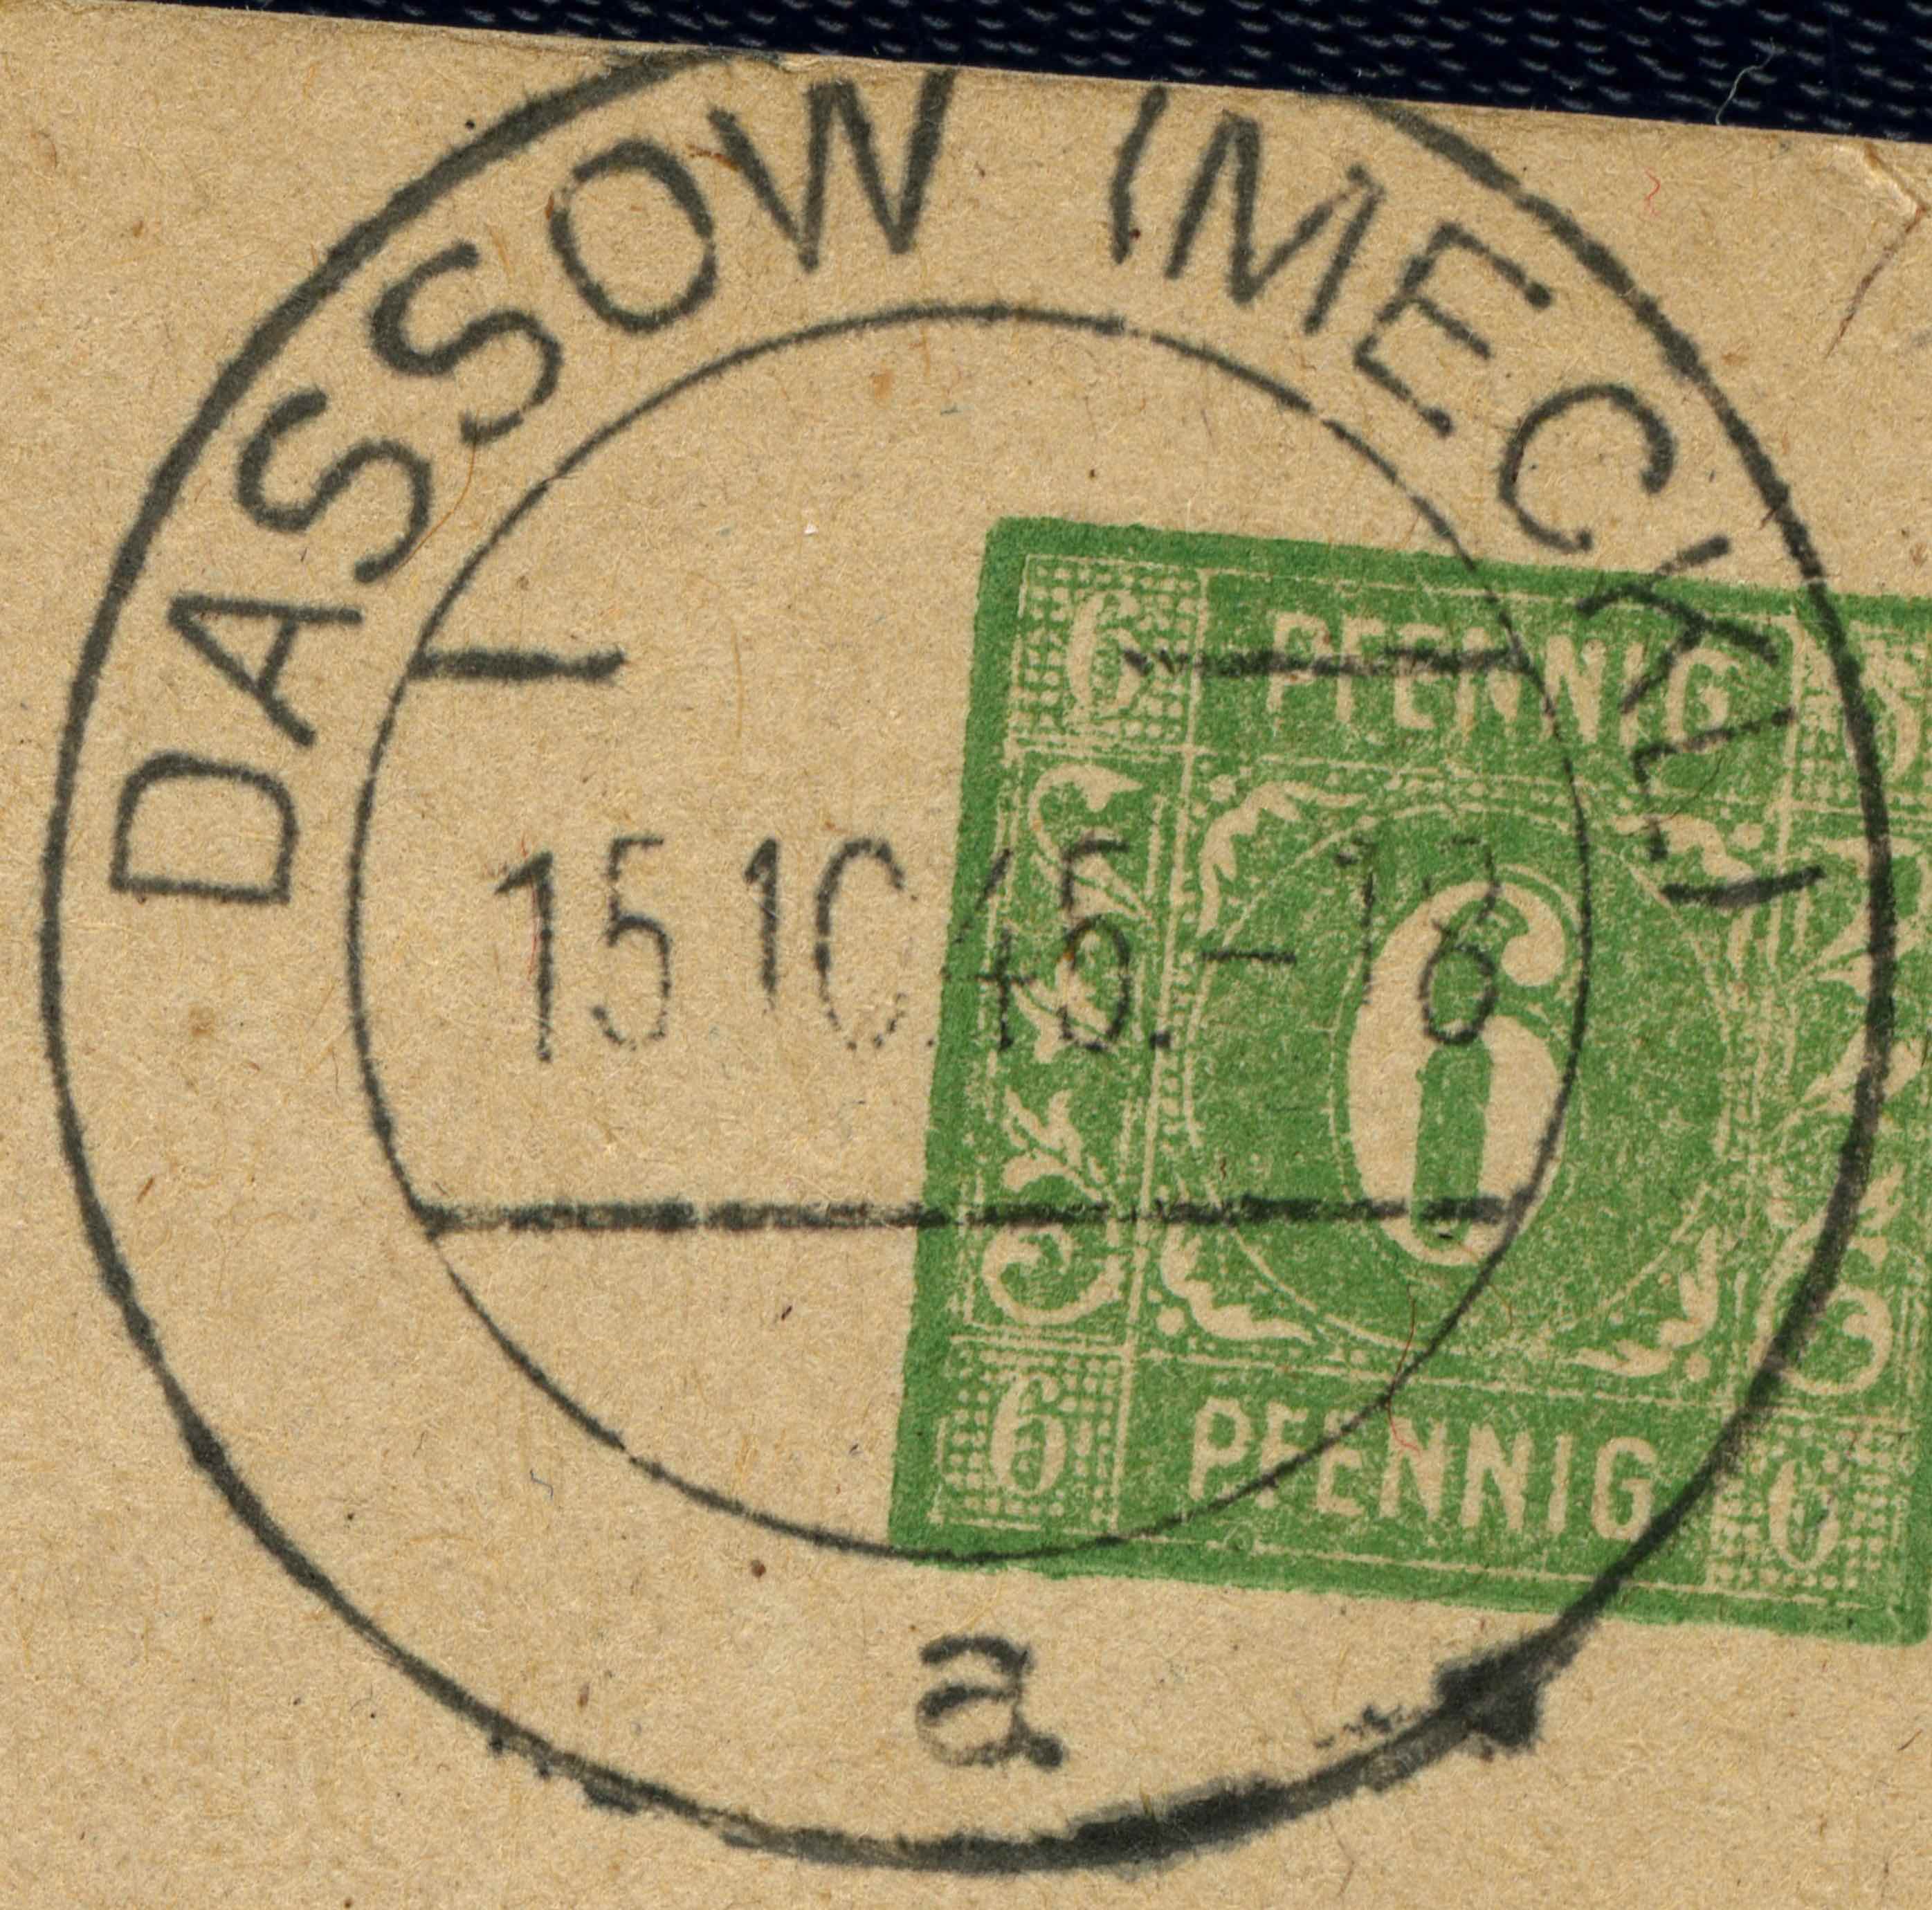 DASSOW (MECKL)
6 PFENNIG 6
15.10.45.-18
6
6 PFENNIG 6
a